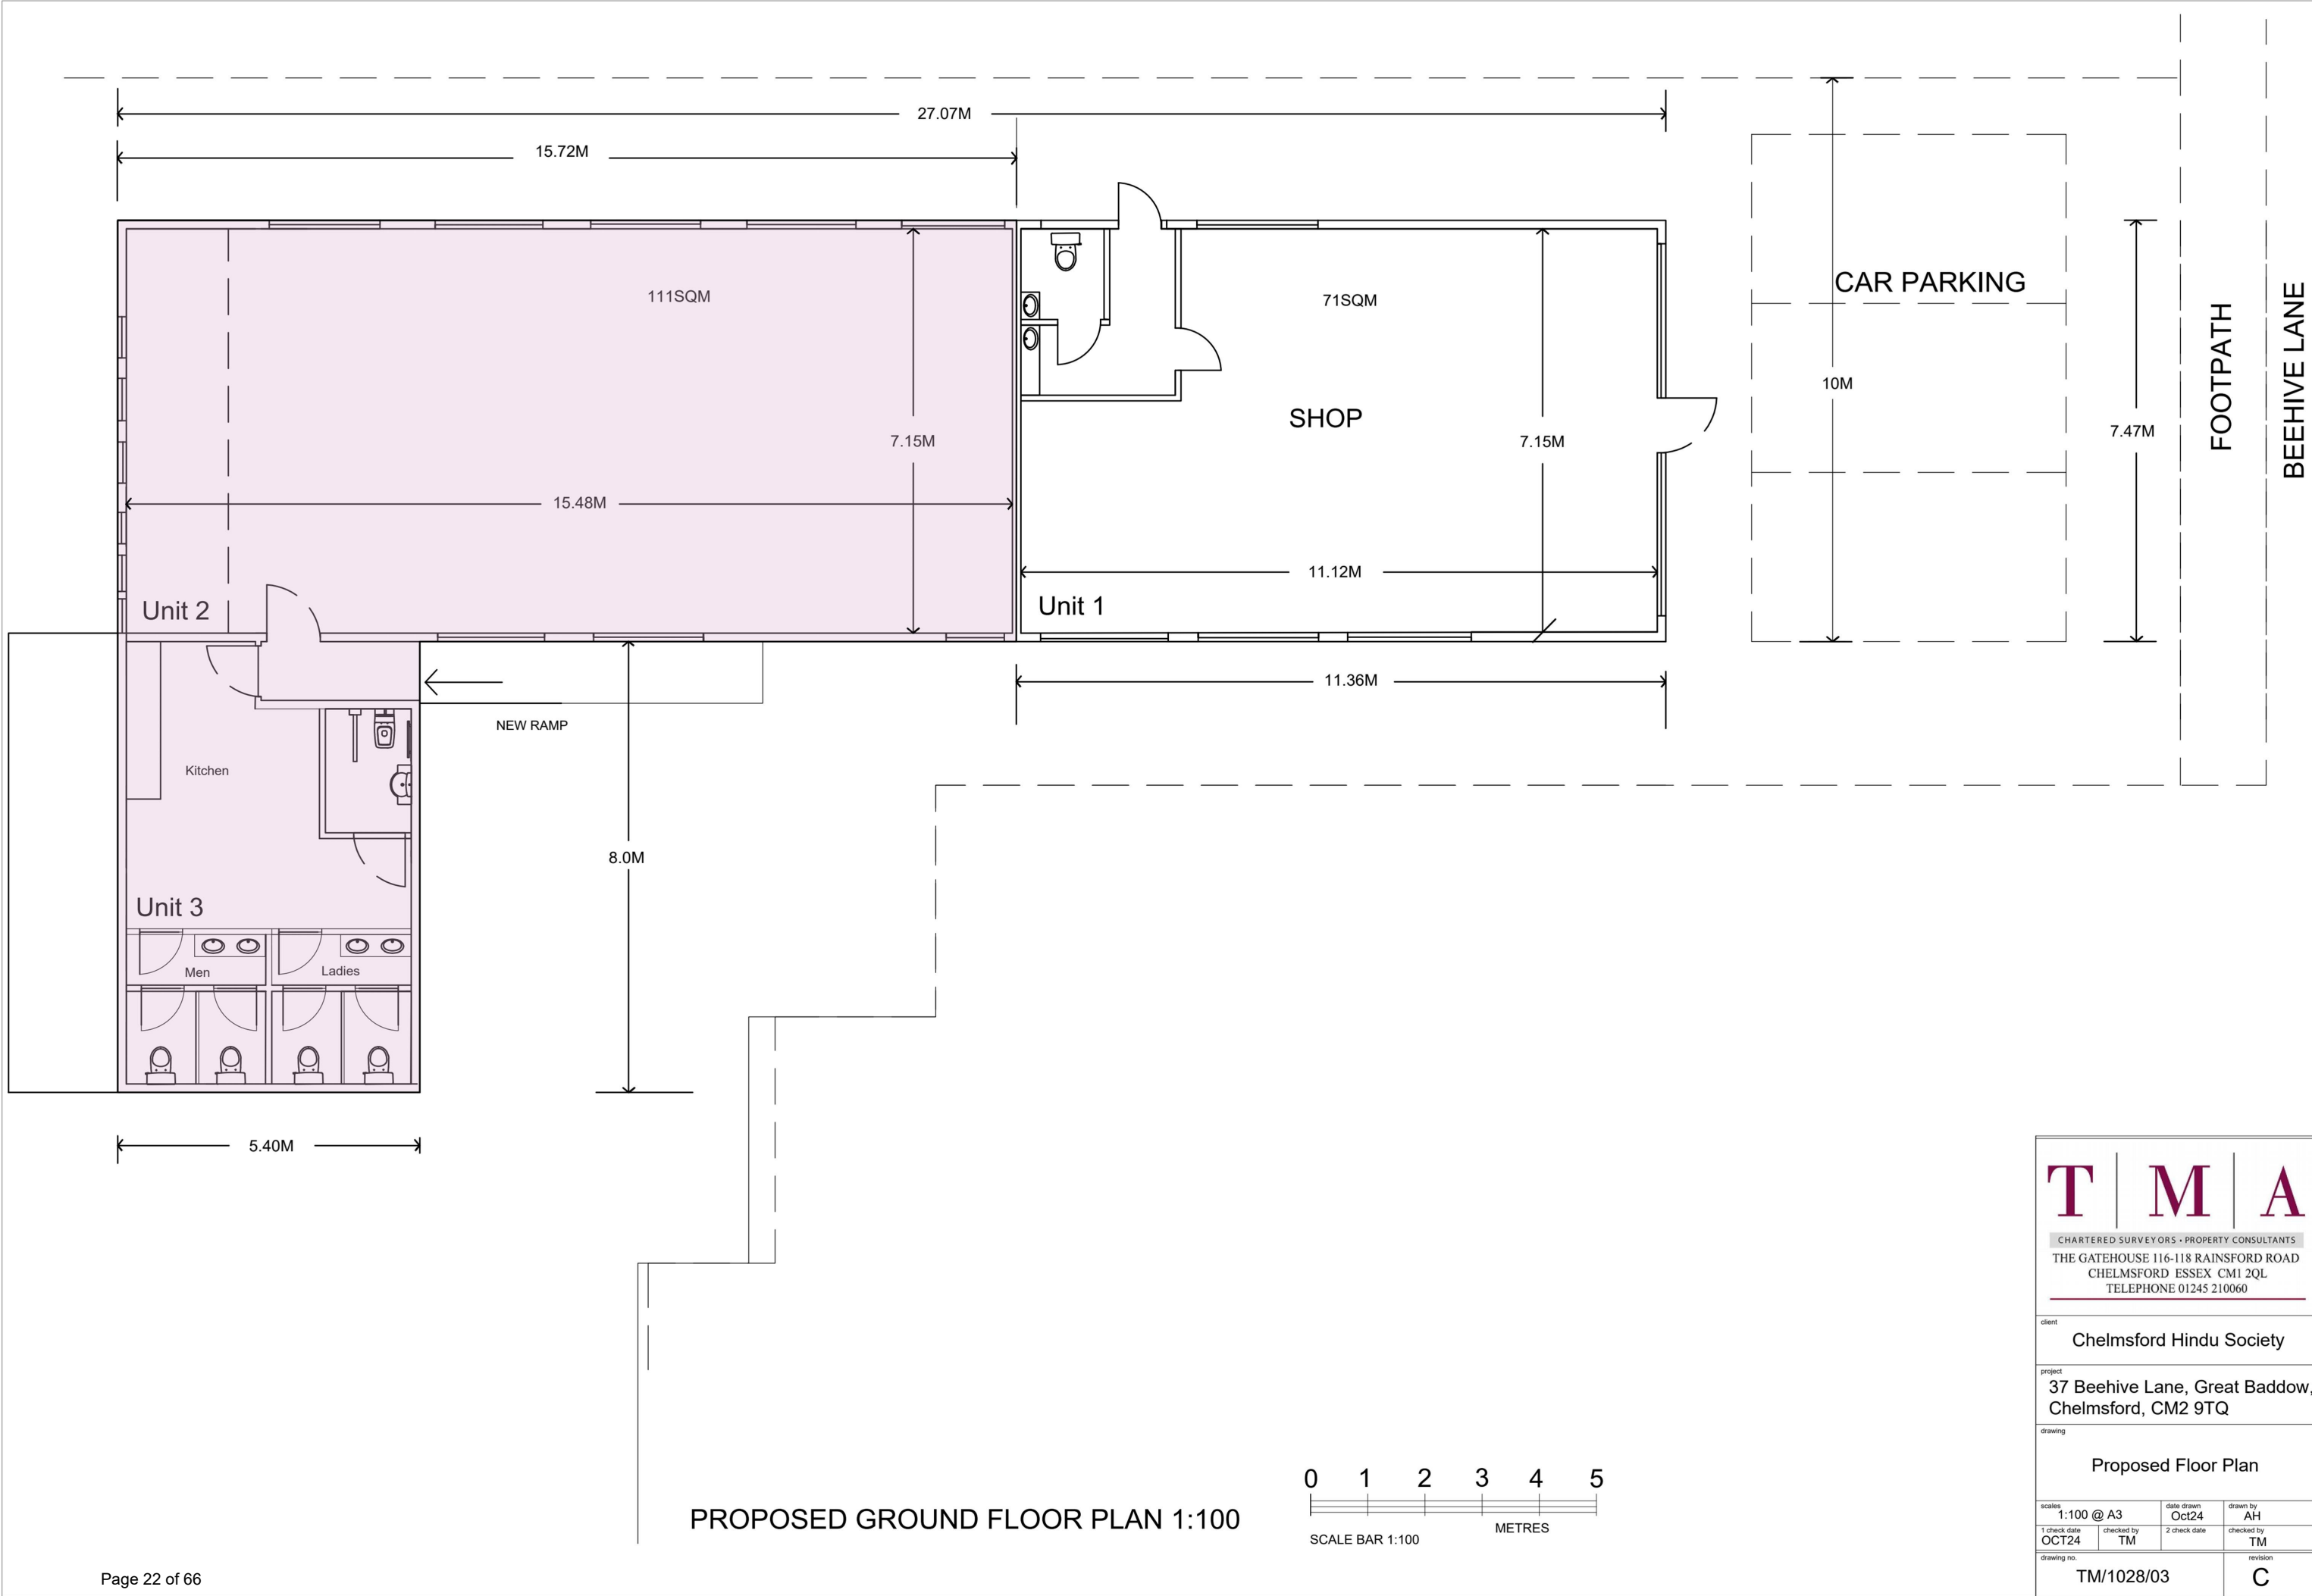 27.07M
15.72M
111SQM
71SQM
CAR PARKING
10M
7.47M
FOOTPATH
BEEHIVE LANE
SHOP
7.15M
7.15M
15.48M
11.12M
Unit 2
Unit 1
11.36M
NEW RAMP
Kitchen
8.0M
Unit 3
Men
Ladies
5.40M
T M A
CHARTERED SURVEYORS • PROPERTY CONSULTANTS
THE GATEHOUSE 116-118 RAINSFORD ROAD
CHELMSFORD ESSEX CM1 2QL
TELEPHONE 01245 210060
client
Chelmsford Hindu Society
project
37 Beehive Lane, Great Baddow,
Chelmsford, CM2 9TQ
drawing
Proposed Floor Plan
scales
1:100 @ A3
date drawn
Oct24
drawn by
AH
1 check date
OCT24
checked by
TM
2 check date
checked by
TM
drawing no.
TM/1028/03
revision
C
0 1 2 3 4 5
PROPOSED GROUND FLOOR PLAN 1:100
METRES
SCALE BAR 1:100
Page 22 of 66